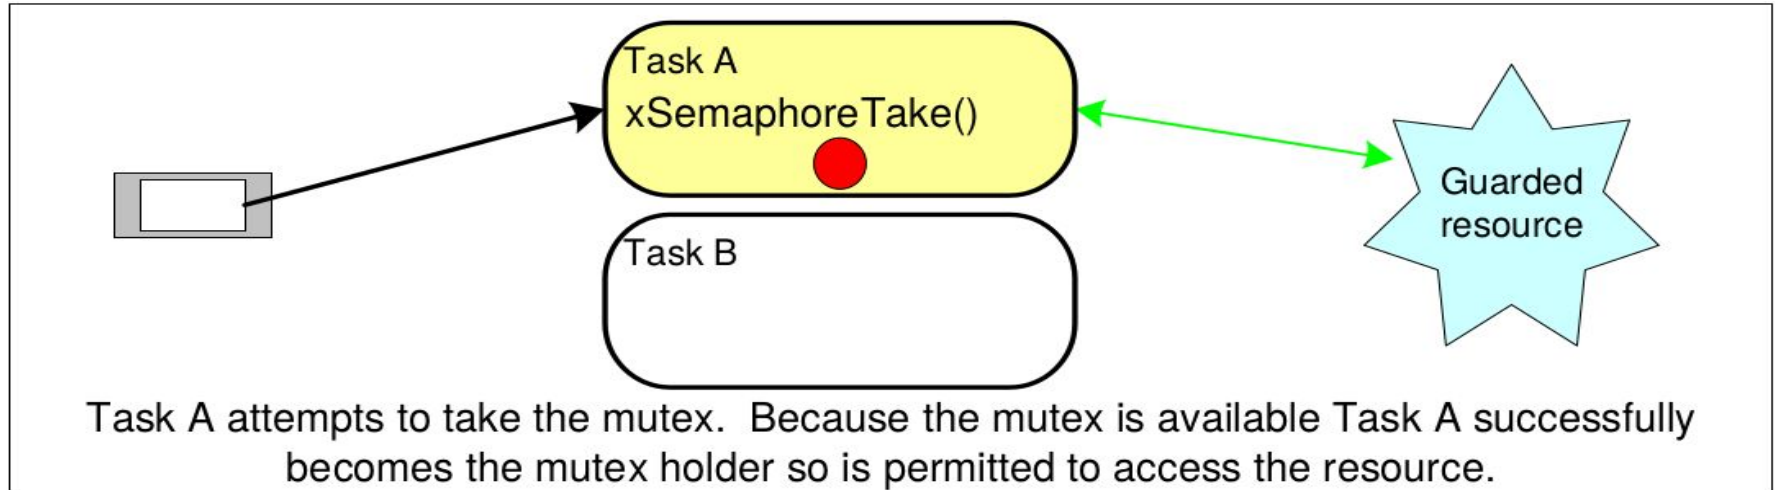 Task A
xSemaphoreTake()
Guarded
resource
Task B
Task A attempts to take the mutex.  Because the mutex is available Task A successfully
becomes the mutex holder so is permitted to access the resource.